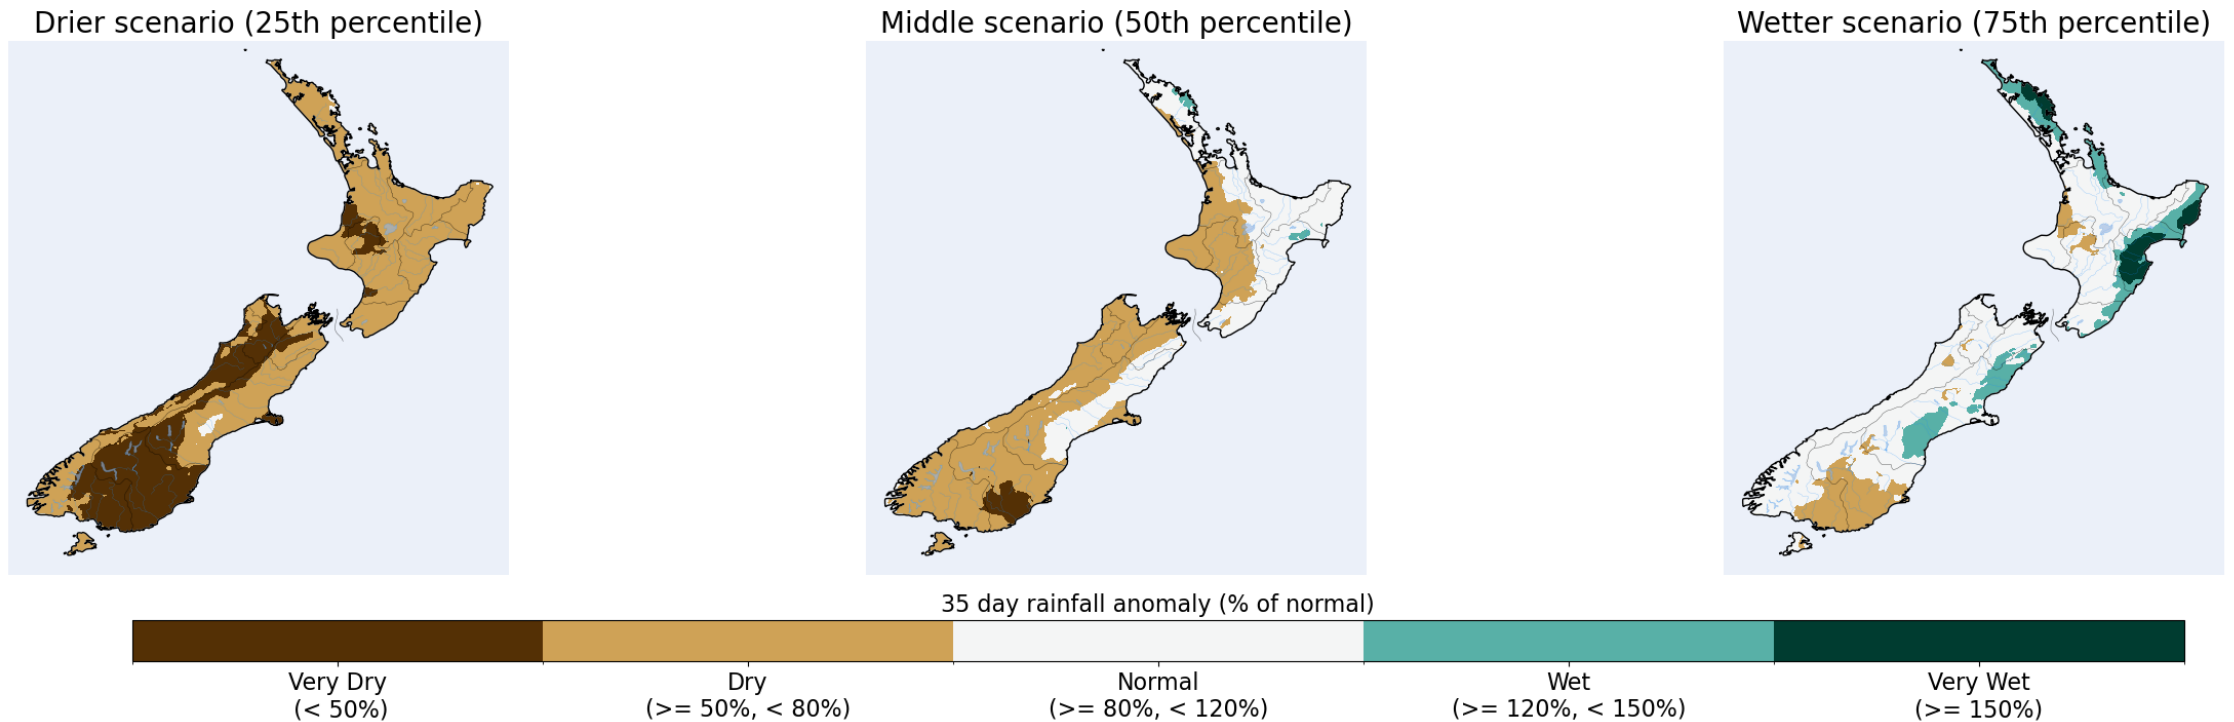 Drier scenario (25th percentile)
Middle scenario (50th percentile)
Wetter scenario (75th percentile)
35 day rainfall anomaly (% of normal)
Very Dry
(< 50%)
Dry
(>= 50%, < 80%)
Normal
(>= 80%, < 120%)
Wet
(>= 120%, < 150%)
Very Wet
(>= 150%)